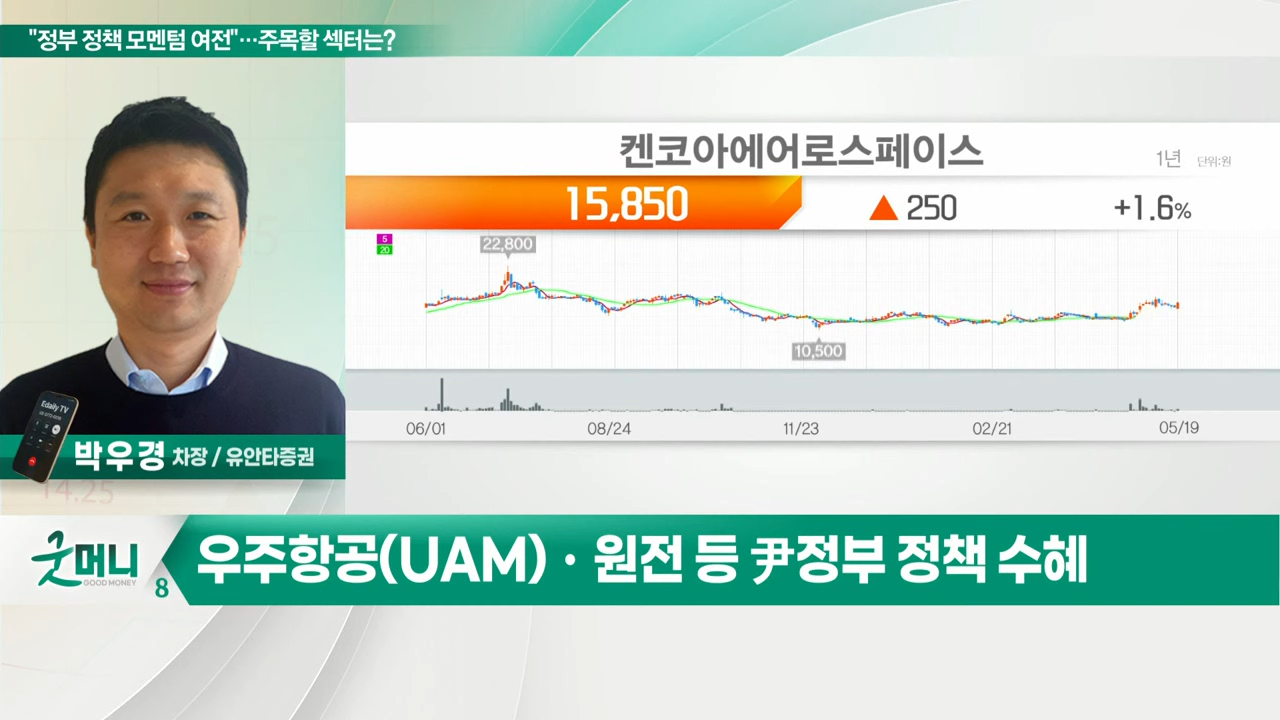 "정부 정책 모멘텀 여전"…주목할 섹터는?
켄코아에어로스페이스
1년 단위:원
15,850 ▲ 250 +1.6%
5
20
22,800
10,500
06/01 08/24 11/23 02/21 05/19
Edaily TV
박우경 차장 / 유안타증권
14.25
굿머니
GOOD MONEY
8
우주항공(UAM)·원전 등 尹정부 정책 수혜